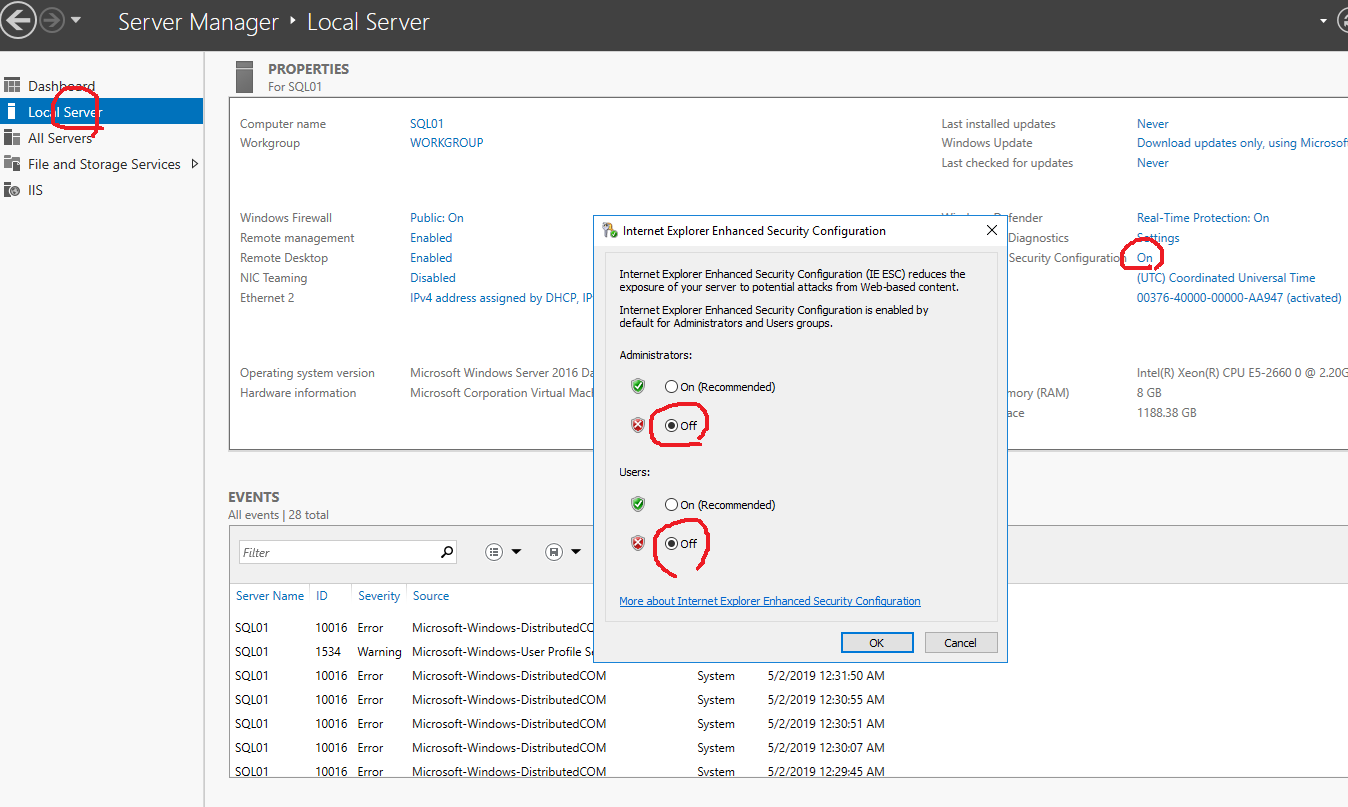 Server Manager ‣ Local Server
Dashboard
Local Server
All Servers
File and Storage Services
IIS
PROPERTIES
For SQL01
Computer name SQL01
Workgroup WORKGROUP
Last installed updates Never
Windows Update Download updates only, using Microsof
Last checked for updates Never
Windows Firewall Public: On
Remote management Enabled
Remote Desktop Enabled
NIC Teaming Disabled
Ethernet 2 IPv4 address assigned by DHCP, IP
fender Real-Time Protection: On
Diagnostics Settings
Security Configuration On
(UTC) Coordinated Universal Time
00376-40000-00000-AA947 (activated)
Operating system version Microsoft Windows Server 2016 Da
Hardware information Microsoft Corporation Virtual Mac
Intel(R) Xeon(R) CPU E5-2660 0 @ 2.20G
mory (RAM) 8 GB
ace 1188.38 GB
Internet Explorer Enhanced Security Configuration
Internet Explorer Enhanced Security Configuration (IE ESC) reduces the
exposure of your server to potential attacks from Web-based content.
Internet Explorer Enhanced Security Configuration is enabled by
default for Administrators and Users groups.
Administrators:
On (Recommended)
Off
Users:
On (Recommended)
Off
More about Internet Explorer Enhanced Security Configuration
OK Cancel
EVENTS
All events | 28 total
Filter
Server Name ID Severity Source
SQL01 10016 Error Microsoft-Windows-DistributedCO
SQL01 1534 Warning Microsoft-Windows-User Profile Se
SQL01 10016 Error Microsoft-Windows-DistributedCOM System 5/2/2019 12:31:50 AM
SQL01 10016 Error Microsoft-Windows-DistributedCOM System 5/2/2019 12:30:55 AM
SQL01 10016 Error Microsoft-Windows-DistributedCOM System 5/2/2019 12:30:51 AM
SQL01 10016 Error Microsoft-Windows-DistributedCOM System 5/2/2019 12:30:07 AM
SQL01 10016 Error Microsoft-Windows-DistributedCOM System 5/2/2019 12:29:45 AM